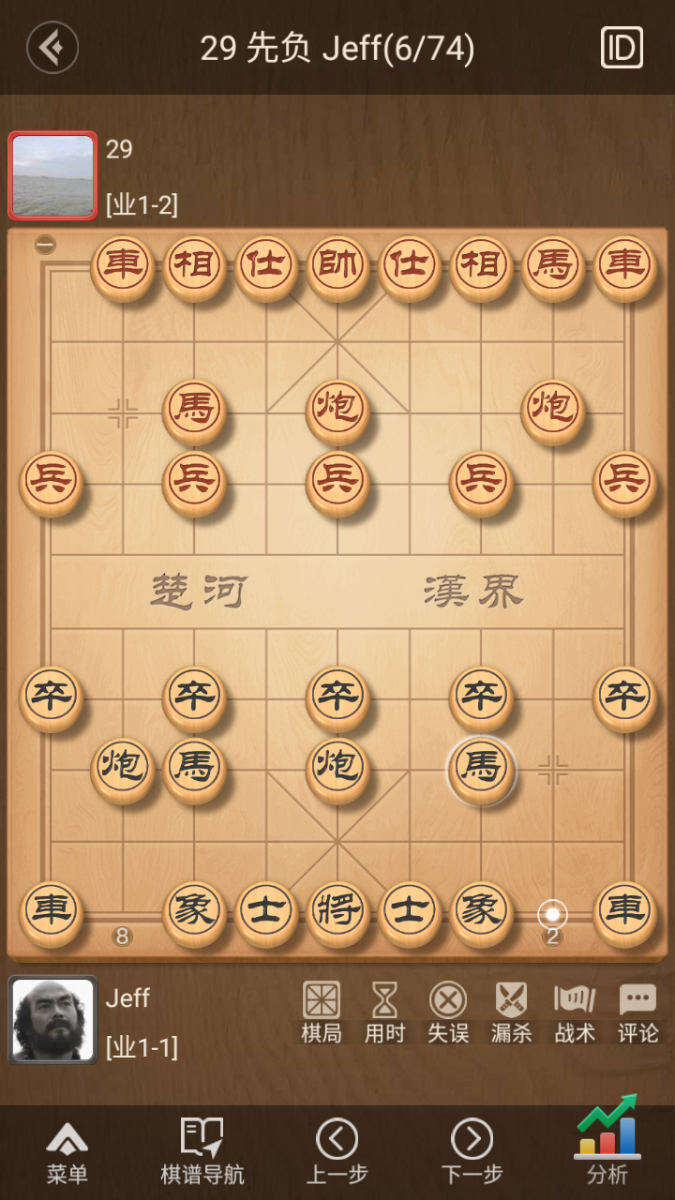 29 先负 Jeff(6/74)
ID
29
[业1-2]
車 相 仕 帥 仕 相 馬 車
馬 炮 炮
兵 兵 兵 兵 兵
楚河 漢界
卒 卒 卒 卒 卒
炮 馬 炮 馬
車 象 士 將 士 象 車
8 2
Jeff
[业1-1]
棋局 用时 失误 漏杀 战术 评论
菜单 棋谱导航 上一步 下一步 分析